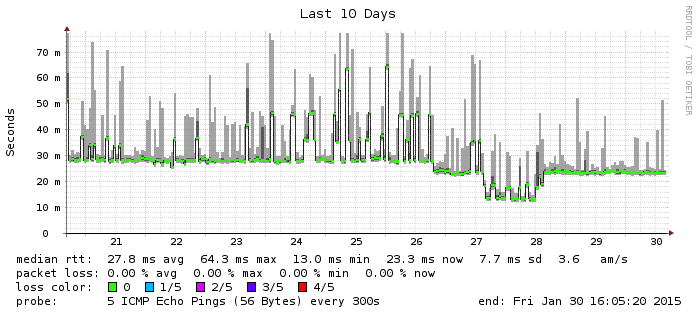 Last 10 Days
RRDTOOL / TOBI OETIKER
Seconds
70 m
60 m
50 m
40 m
30 m
20 m
10 m
0
21 22 23 24 25 26 27 28 29 30
median rtt: 27.8 ms avg 64.3 ms max 13.0 ms min 23.3 ms now 7.7 ms sd 3.6 am/s
packet loss: 0.00 % avg 0.00 % max 0.00 % min 0.00 % now
loss color: 0 1/5 2/5 3/5 4/5
probe: 5 ICMP Echo Pings (56 Bytes) every 300s end: Fri Jan 30 16:05:20 2015